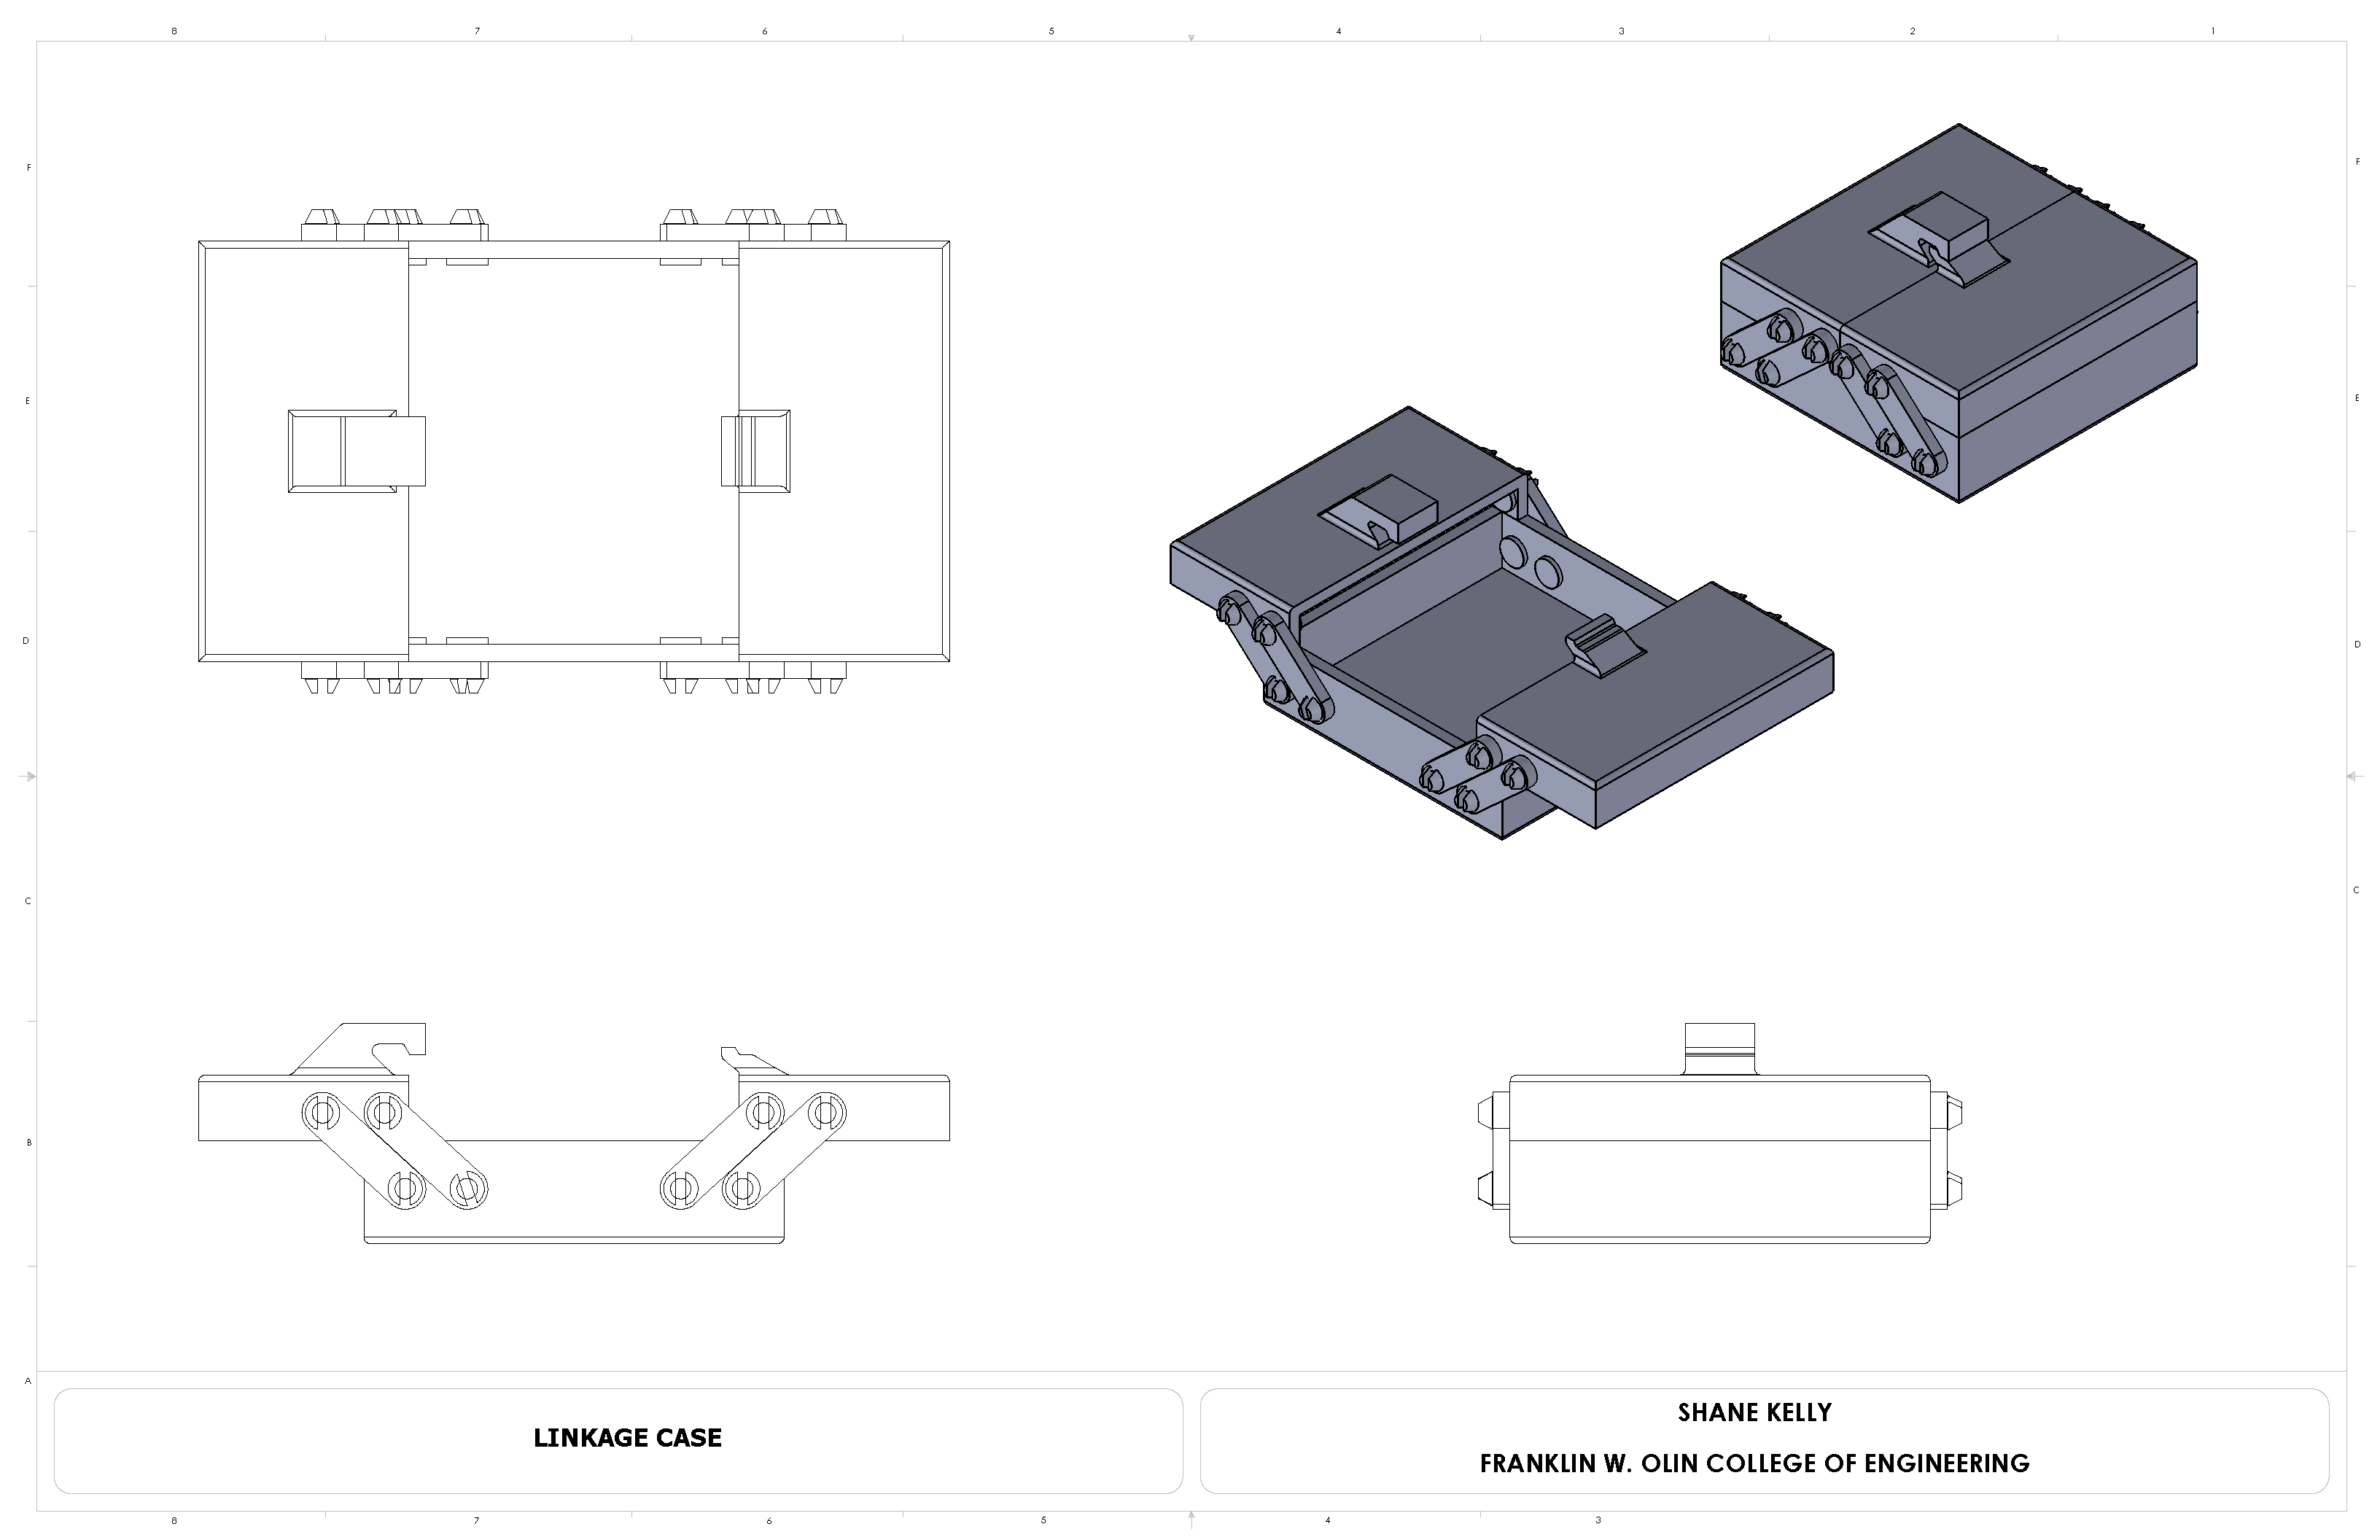 8 7 6 5 4 3 2 1
F F
E E
D D
C C
B
A
LINKAGE CASE
SHANE KELLY
FRANKLIN W. OLIN COLLEGE OF ENGINEERING
8 7 6 5 4 3